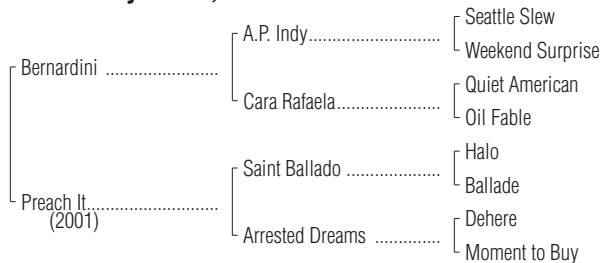 Seattle Slew
A.P. Indy................................
Weekend Surprise
Bernardini ...........................
Quiet American
Cara Rafaela.........................
Oil Fable
Halo
Saint Ballado .......................
Ballade
Preach It................................
(2001)
Dehere
Arrested Dreams ................
Moment to Buy